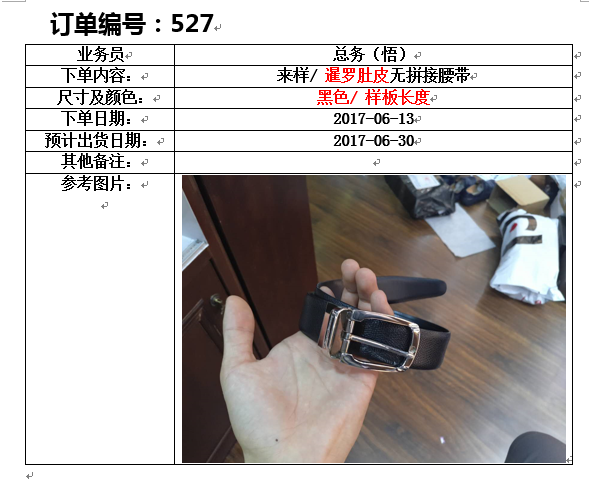 订单编号：527
业务员 总务（悟）
下单内容： 来样/ 暹罗肚皮无拼接腰带
尺寸及颜色： 黑色/ 样板长度
下单日期： 2017-06-13
预计出货日期： 2017-06-30
其他备注：
参考图片：